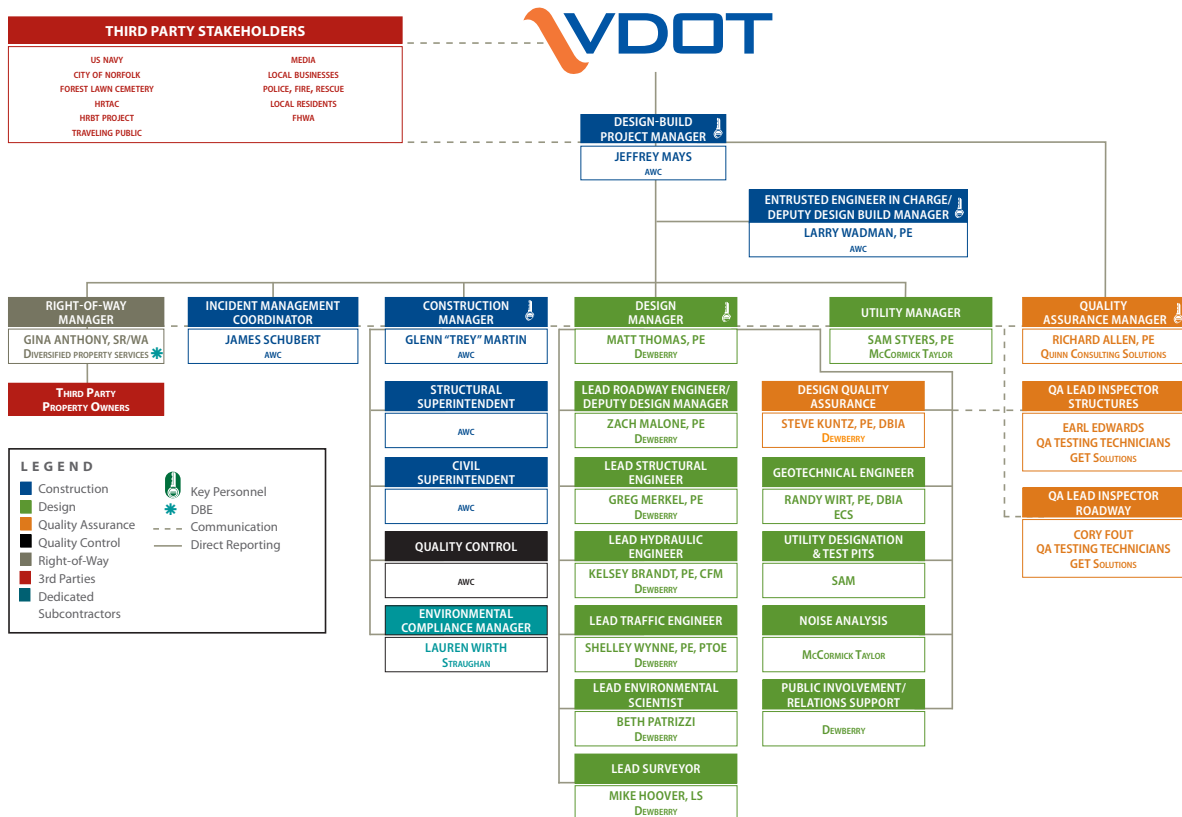 THIRD PARTY STAKEHOLDERS
US NAVY
CITY OF NORFOLK
FOREST LAWN CEMETERY
HRTAC
HRBT PROJECT
TRAVELING PUBLIC
MEDIA
LOCAL BUSINESSES
POLICE, FIRE, RESCUE
LOCAL RESIDENTS
FHWA
VDOT
DESIGN-BUILD
PROJECT MANAGER
JEFFREY MAYS
AWC
ENTRUSTED ENGINEER IN CHARGE/
DEPUTY DESIGN BUILD MANAGER
LARRY WADMAN, PE
AWC
RIGHT-OF-WAY
MANAGER
GINA ANTHONY, SR/WA
Diversified property services
Third Party
Property Owners
INCIDENT MANAGEMENT
COORDINATOR
JAMES SCHUBERT
AWC
CONSTRUCTION
MANAGER
GLENN “TREY” MARTIN
AWC
STRUCTURAL
SUPERINTENDENT
AWC
CIVIL
SUPERINTENDENT
AWC
QUALITY CONTROL
AWC
ENVIRONMENTAL
COMPLIANCE MANAGER
LAUREN WIRTH
Straughan
DESIGN
MANAGER
MATT THOMAS, PE
Dewberry
LEAD ROADWAY ENGINEER/
DEPUTY DESIGN MANAGER
ZACH MALONE, PE
Dewberry
LEAD STRUCTURAL
ENGINEER
GREG MERKEL, PE
Dewberry
LEAD HYDRAULIC
ENGINEER
KELSEY BRANDT, PE, CFM
Dewberry
LEAD TRAFFIC ENGINEER
SHELLEY WYNNE, PE, PTOE
Dewberry
LEAD ENVIRONMENTAL
SCIENTIST
BETH PATRIZZI
Dewberry
LEAD SURVEYOR
MIKE HOOVER, LS
Dewberry
UTILITY MANAGER
SAM STYERS, PE
McCormick Taylor
DESIGN QUALITY
ASSURANCE
STEVE KUNTZ, PE, DBIA
Dewberry
GEOTECHNICAL ENGINEER
RANDY WIRT, PE, DBIA
ECS
UTILITY DESIGNATION
& TEST PITS
SAM
NOISE ANALYSIS
McCormick Taylor
PUBLIC INVOLVEMENT/
RELATIONS SUPPORT
Dewberry
QUALITY
ASSURANCE MANAGER
RICHARD ALLEN, PE
Quinn Consulting Solutions
QA LEAD INSPECTOR
STRUCTURES
EARL EDWARDS
QA TESTING TECHNICIANS
GET Solutions
QA LEAD INSPECTOR
ROADWAY
CORY FOUT
QA TESTING TECHNICIANS
GET Solutions
LEGEND
Construction
Design
Quality Assurance
Quality Control
Right-of-Way
3rd Parties
Dedicated
Subcontractors
Key Personnel
DBE
Communication
Direct Reporting